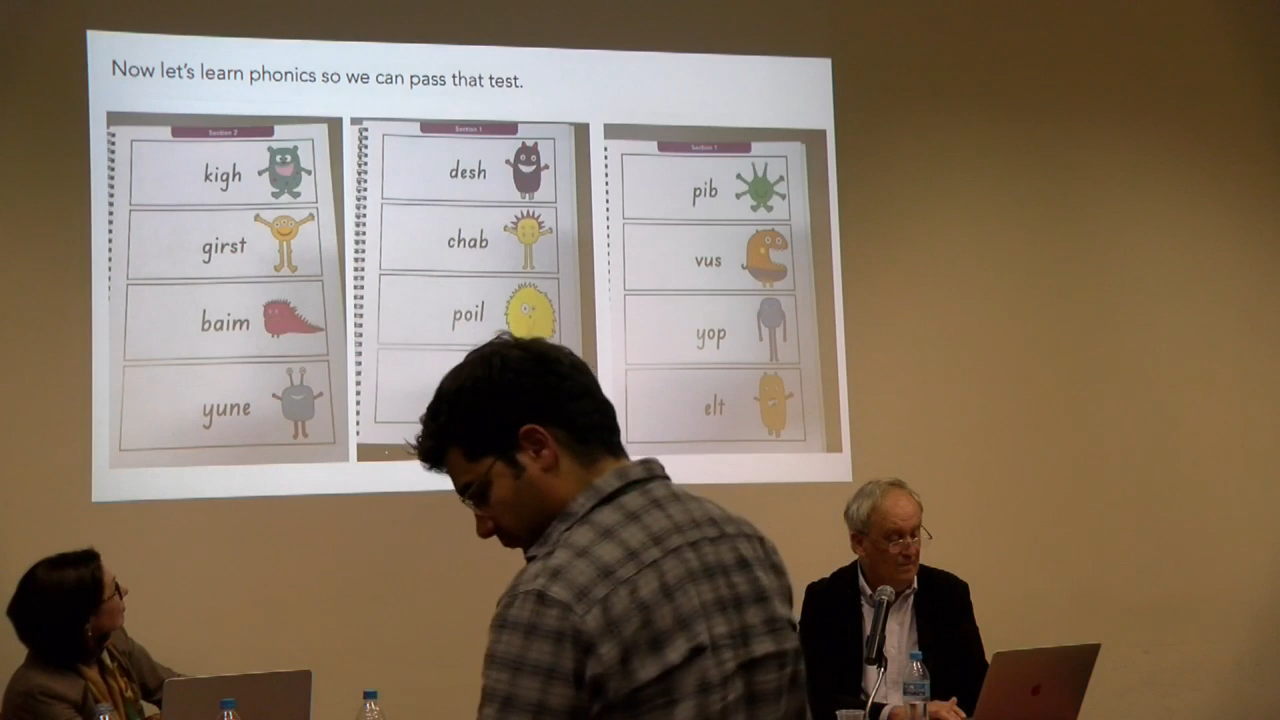 Now let's learn phonics so we can pass that test.
Section 2
kigh
girst
baim
yune
Section 1
desh
chab
poil
Section 1
pib
vus
yop
elt